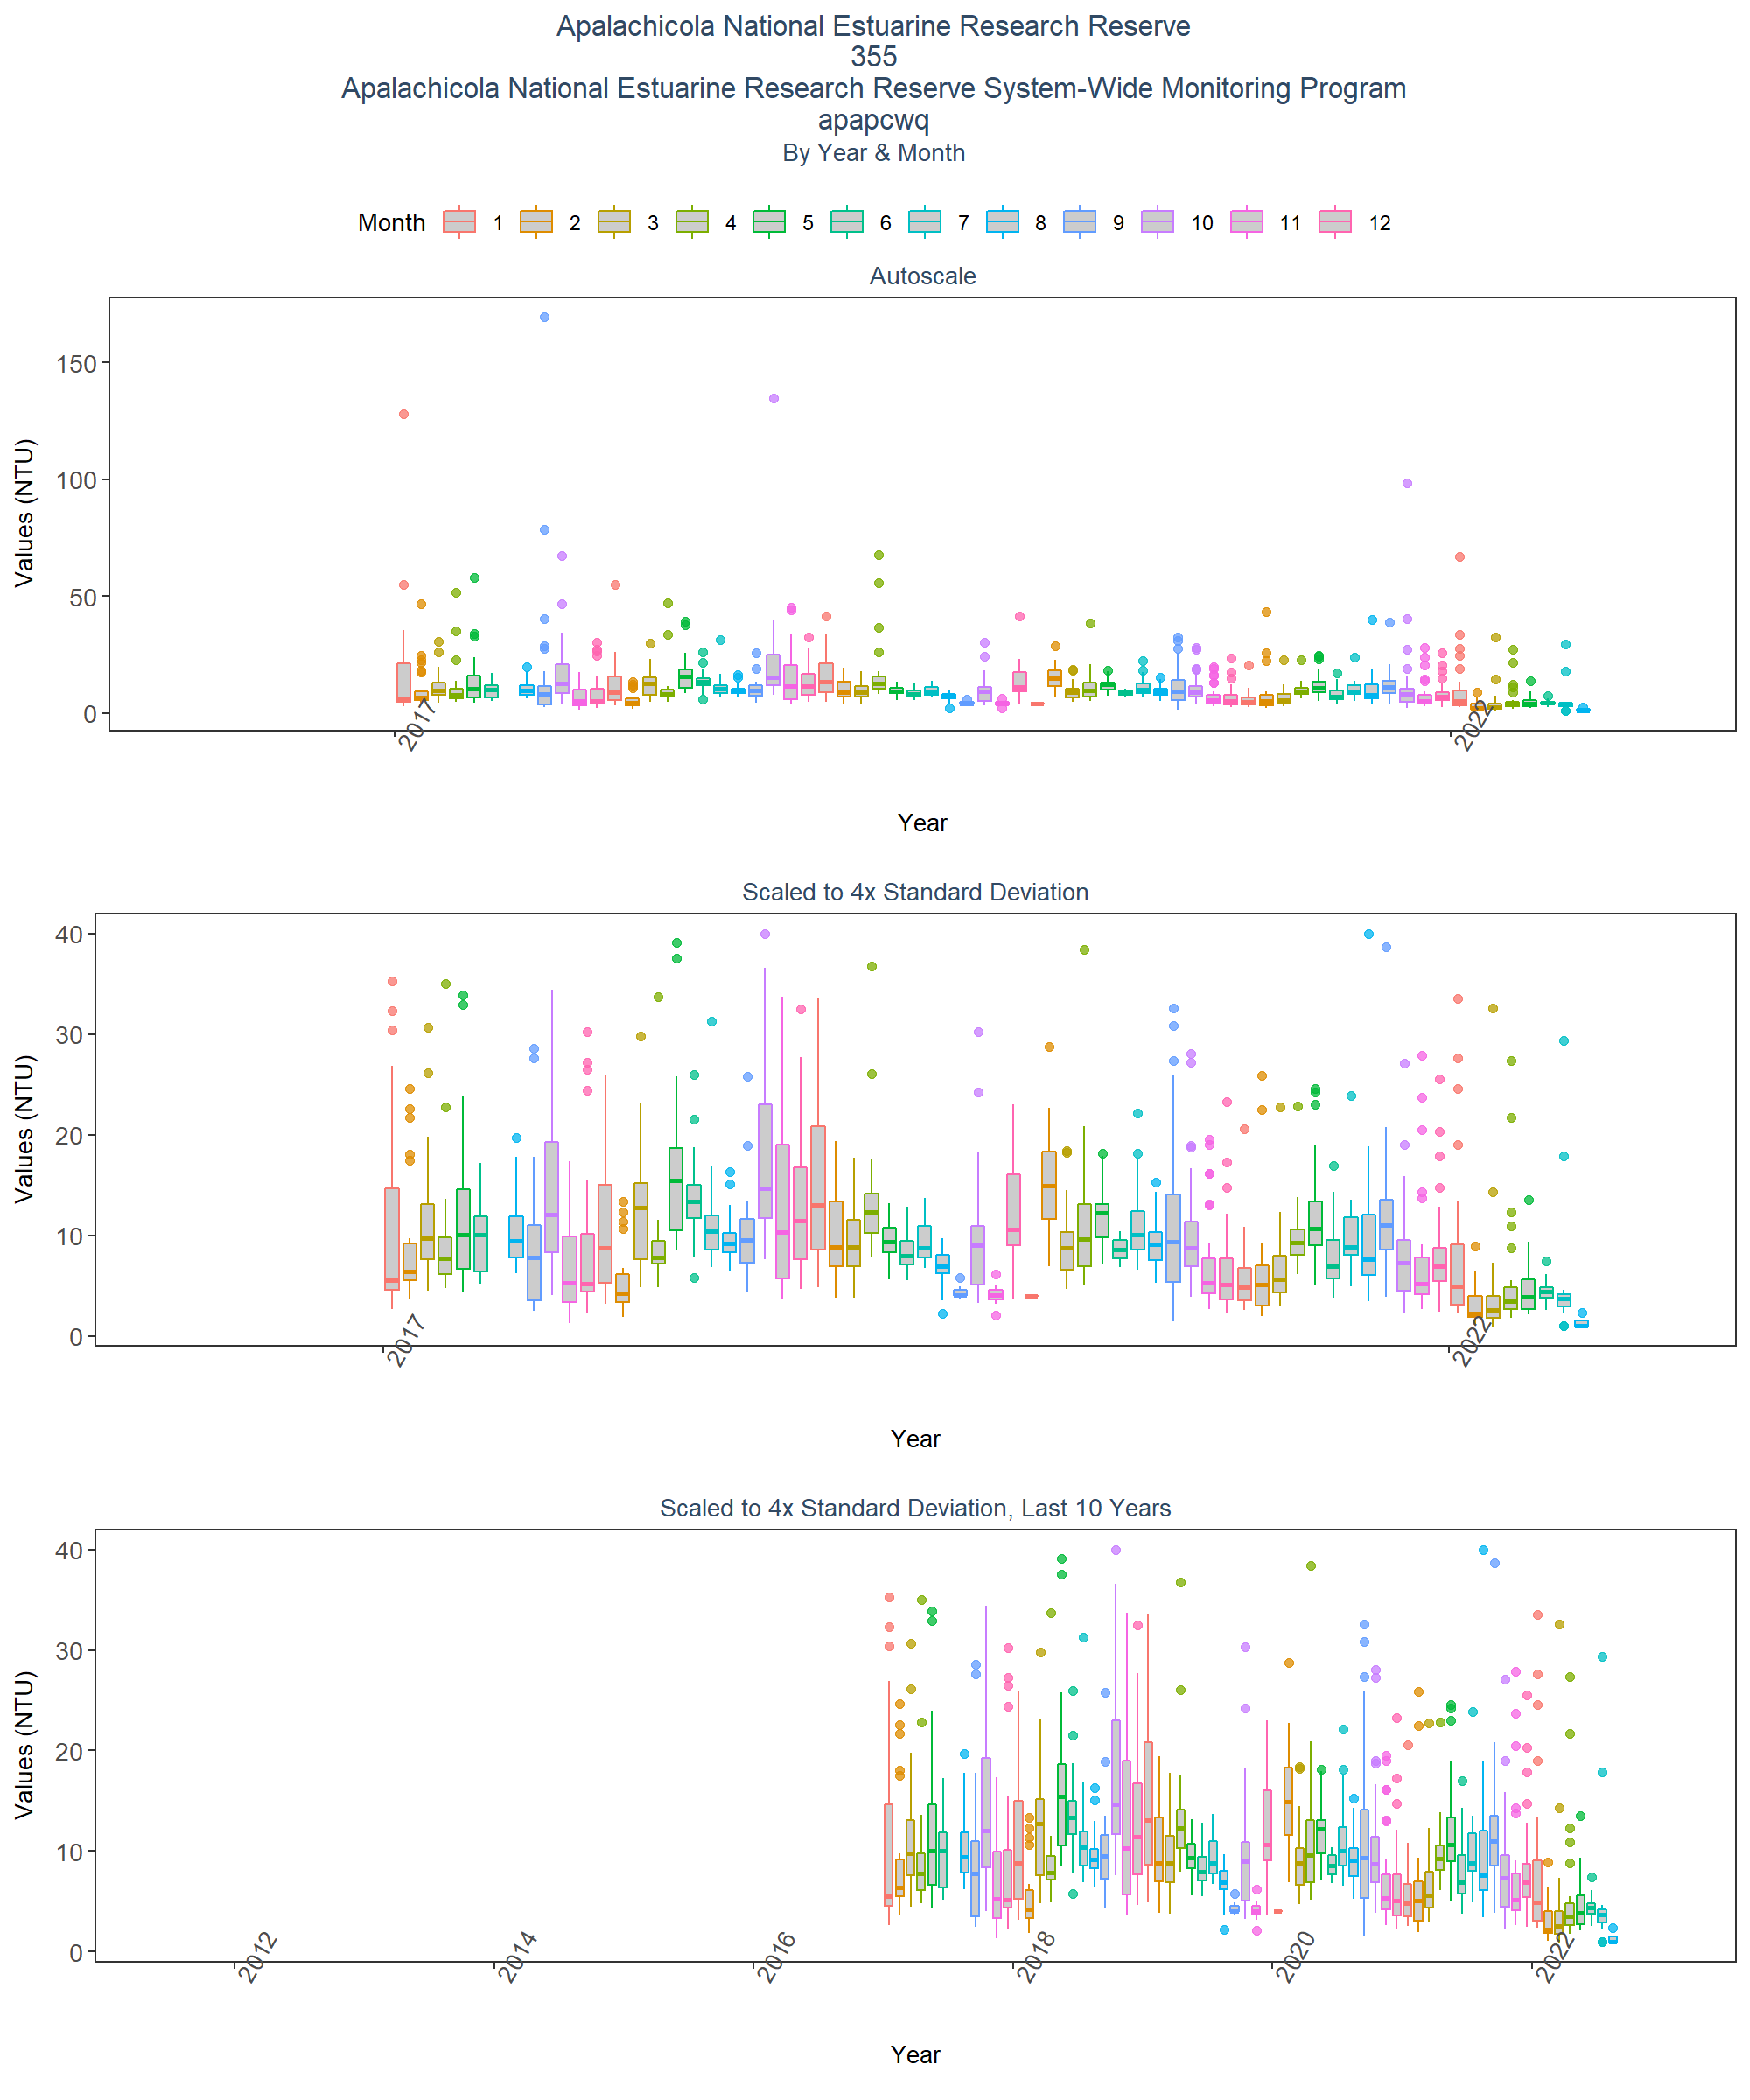 Apalachicola National Estuarine Research Reserve
355
Apalachicola National Estuarine Research Reserve System-Wide Monitoring Program
apapcwq
By Year & Month
Month 1 2 3 4 5 6 7 8 9 10 11 12
Autoscale
Values (NTU)
150
100
50
0
2017 2022
Year
Scaled to 4x Standard Deviation
Values (NTU)
40
30
20
10
0
2017 2022
Year
Scaled to 4x Standard Deviation, Last 10 Years
Values (NTU)
40
30
20
10
0
2012 2014 2016 2018 2020 2022
Year